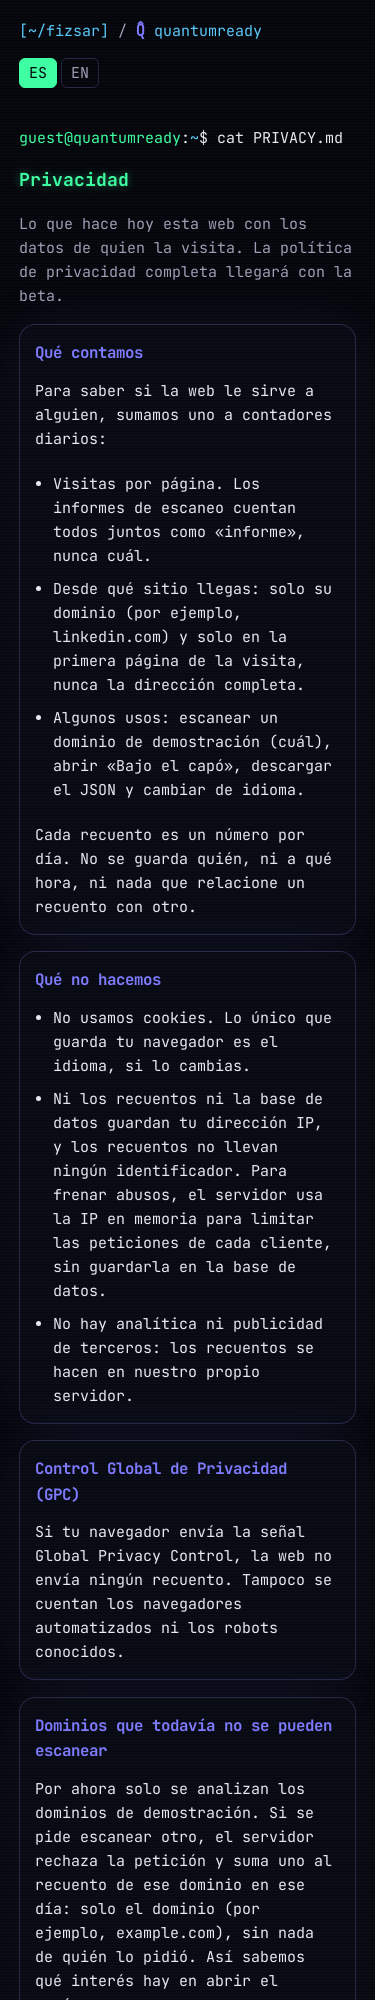 [~/fizsar] / Q̂ quantumready
ES EN
guest@quantumready:~$ cat PRIVACY.md
Privacidad
Lo que hace hoy esta web con los
datos de quien la visita. La política
de privacidad completa llegará con la
beta.
Qué contamos
Para saber si la web le sirve a
alguien, sumamos uno a contadores
diarios:
• Visitas por página. Los
informes de escaneo cuentan
todos juntos como «informe»,
nunca cuál.
• Desde qué sitio llegas: solo su
dominio (por ejemplo,
linkedin.com) y solo en la
primera página de la visita,
nunca la dirección completa.
• Algunos usos: escanear un
dominio de demostración (cuál),
abrir «Bajo el capó», descargar
el JSON y cambiar de idioma.
Cada recuento es un número por
día. No se guarda quién, ni a qué
hora, ni nada que relacione un
recuento con otro.
Qué no hacemos
• No usamos cookies. Lo único que
guarda tu navegador es el
idioma, si lo cambias.
• Ni los recuentos ni la base de
datos guardan tu dirección IP,
y los recuentos no llevan
ningún identificador. Para
frenar abusos, el servidor usa
la IP en memoria para limitar
las peticiones de cada cliente,
sin guardarla en la base de
datos.
• No hay analítica ni publicidad
de terceros: los recuentos se
hacen en nuestro propio
servidor.
Control Global de Privacidad
(GPC)
Si tu navegador envía la señal
Global Privacy Control, la web no
envía ningún recuento. Tampoco se
cuentan los navegadores
automatizados ni los robots
conocidos.
Dominios que todavía no se pueden
escanear
Por ahora solo se analizan los
dominios de demostración. Si se
pide escanear otro, el servidor
rechaza la petición y suma uno al
recuento de ese dominio en ese
día: solo el dominio (por
ejemplo, example.com), sin nada
de quién lo pidió. Así sabemos
qué interés hay en abrir el